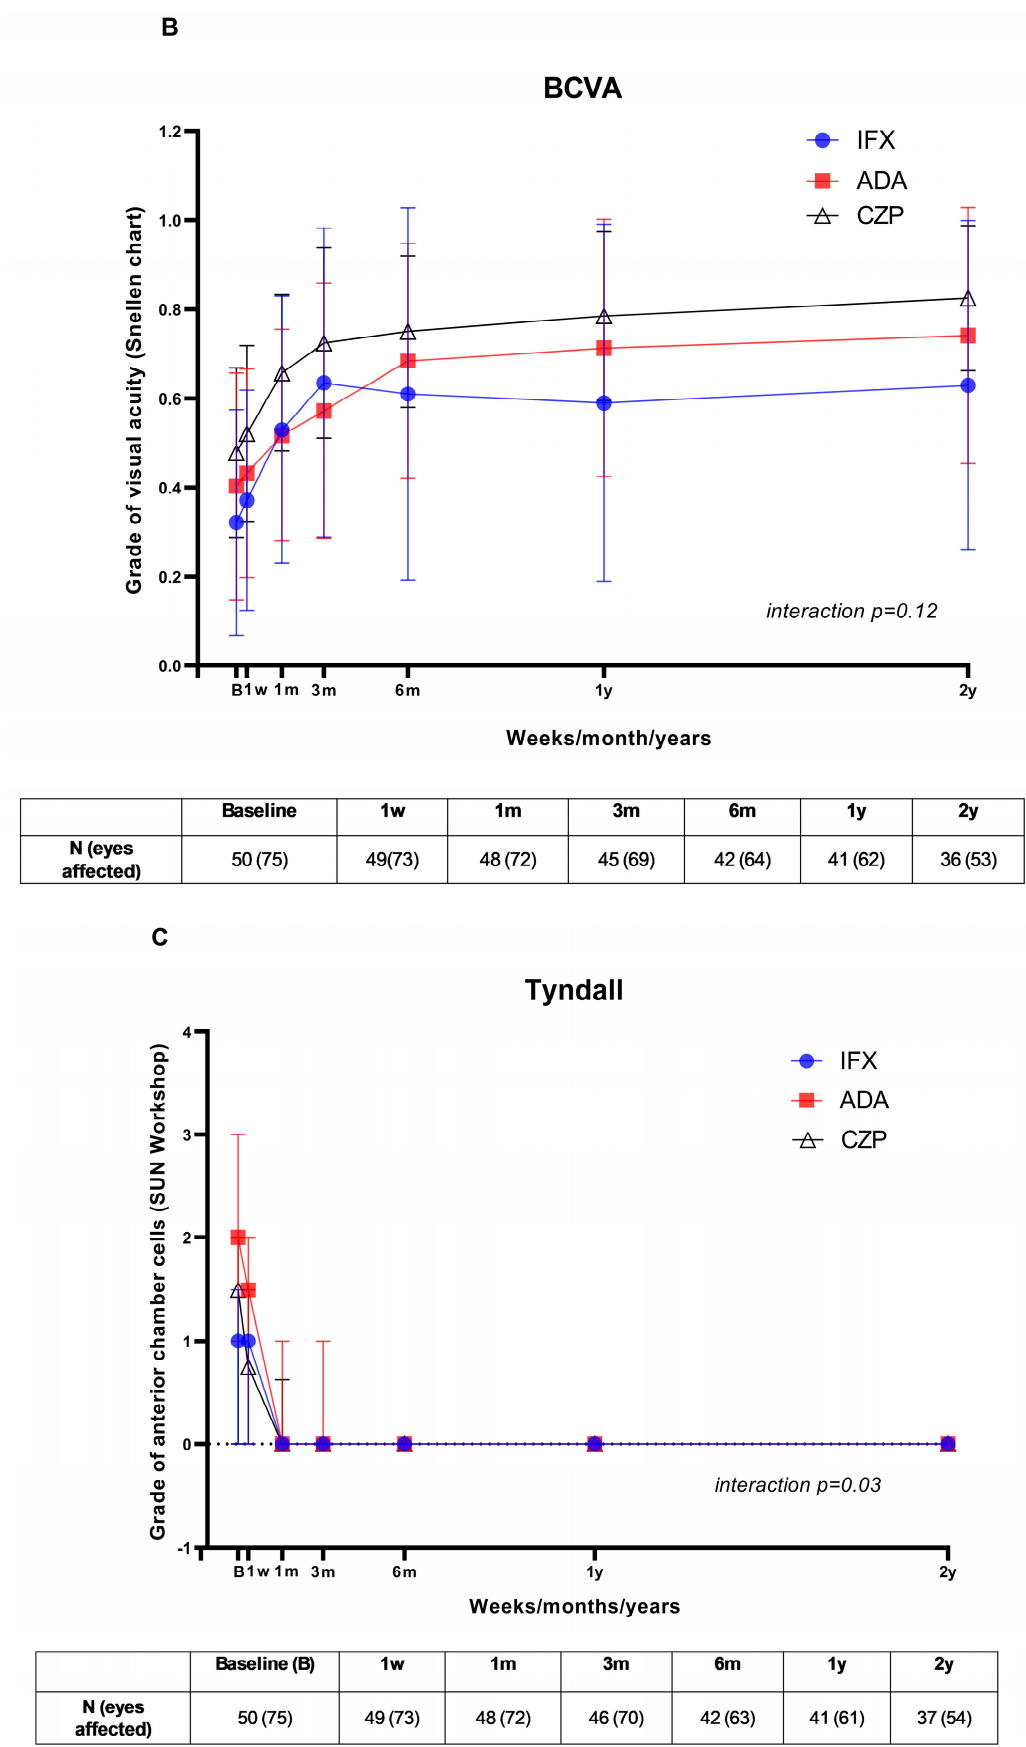 B
BCVA
1.2
1.0
0.8
0.6
0.4
0.2
0.0
Grade of visual acuity (Snellen chart)
IFX
ADA
CZP
interaction p=0.12
B 1w 1m 3m 6m 1y 2y
Weeks/month/years
Baseline 1w 1m 3m 6m 1y 2y
N (eyes
affected)
50 (75) 49(73) 48 (72) 45 (69) 42 (64) 41 (62) 36 (53)
C
Tyndall
4
3
2
1
0
-1
Grade of anterior chamber cells (SUN Workshop)
IFX
ADA
CZP
interaction p=0.03
B 1w 1m 3m 6m 1y 2y
Weeks/months/years
Baseline (B) 1w 1m 3m 6m 1y 2y
N (eyes
affected)
50 (75) 49 (73) 48 (72) 46 (70) 42 (63) 41 (61) 37 (54)